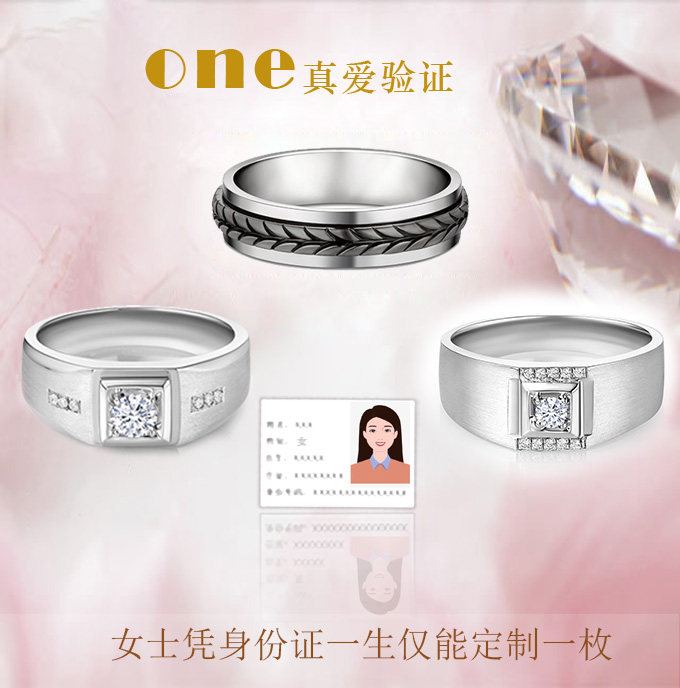 one真爱验证
女
女士凭身份证一生仅能定制一枚